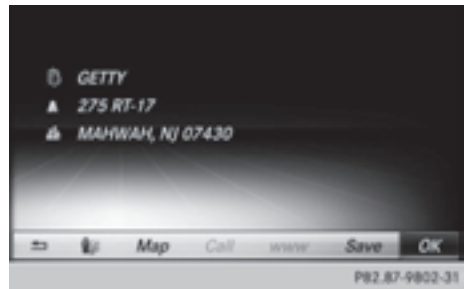 GETTY
275 RT-17
MAHWAH, NJ 07430
Map Call www Save OK
P82.87-9802-31